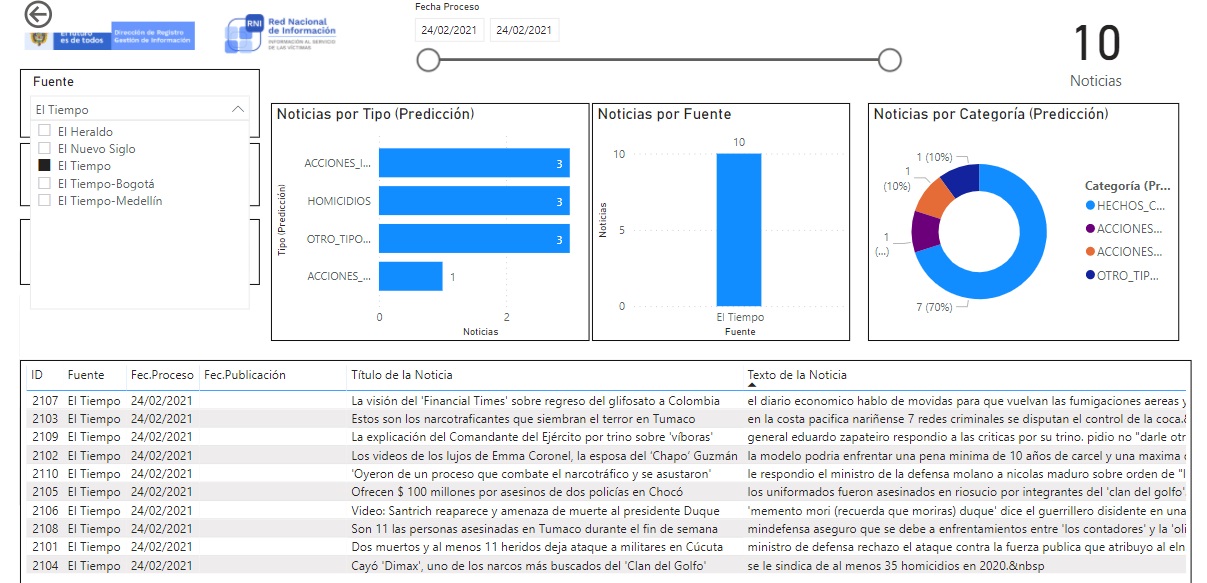 El futuro
es de todos
Dirección de Registro
Gestión de Información
RNI
Red Nacional
de Información
INFORMACIÓN AL SERVICIO
DE LAS VÍCTIMAS
Fecha Proceso
24/02/2021 24/02/2021
10
Noticias
Fuente
El Tiempo
El Heraldo
El Nuevo Siglo
El Tiempo
El Tiempo-Bogotá
El Tiempo-Medellín
Noticias por Tipo (Predicción)
Tipo (Predicción)
ACCIONES_I... 3
HOMICIDIOS 3
OTRO_TIPO... 3
ACCIONES_... 1
0 2
Noticias
Noticias por Fuente
Noticias
10
10
5
0
El Tiempo
Fuente
Noticias por Categoría (Predicción)
1 (10%)
1
(10%)
1
(...)
7 (70%)
Categoría (Pr...
HECHOS_C...
ACCIONES...
ACCIONES...
OTRO_TIP...
ID Fuente Fec.Proceso Fec.Publicación Título de la Noticia Texto de la Noticia
2107 El Tiempo 24/02/2021 La visión del 'Financial Times' sobre regreso del glifosato a Colombia el diario economico hablo de movidas para que vuelvan las fumigaciones aereas y
2103 El Tiempo 24/02/2021 Estos son los narcotraficantes que siembran el terror en Tumaco en la costa pacifica nariñense 7 redes criminales se disputan el control de la coca.&
2109 El Tiempo 24/02/2021 La explicación del Comandante del Ejército por trino sobre 'víboras' general eduardo zapateiro respondio a las criticas por su trino. pidio no "darle otr
2102 El Tiempo 24/02/2021 Los videos de los lujos de Emma Coronel, la esposa del 'Chapo' Guzmán la modelo podria enfrentar una pena minima de 10 años de carcel y una maxima c
2110 El Tiempo 24/02/2021 'Oyeron de un proceso que combate el narcotráfico y se asustaron' le respondio el ministro de la defensa molano a nicolas maduro sobre orden de "l
2105 El Tiempo 24/02/2021 Ofrecen $ 100 millones por asesinos de dos policías en Chocó los uniformados fueron asesinados en riosucio por integrantes del 'clan del golfo'.
2106 El Tiempo 24/02/2021 Video: Santrich reaparece y amenaza de muerte al presidente Duque 'memento mori (recuerda que moriras) duque' dice el guerrillero disidente en una
2108 El Tiempo 24/02/2021 Son 11 las personas asesinadas en Tumaco durante el fin de semana mindefensa aseguro que se debe a enfrentamientos entre 'los contadores' y la 'oli
2101 El Tiempo 24/02/2021 Dos muertos y al menos 11 heridos deja ataque a militares en Cúcuta ministro de defensa rechazo el ataque contra la fuerza publica que atribuyo al eln
2104 El Tiempo 24/02/2021 Cayó 'Dimax', uno de los narcos más buscados del 'Clan del Golfo' se le sindica de al menos 35 homicidios en 2020.&nbsp